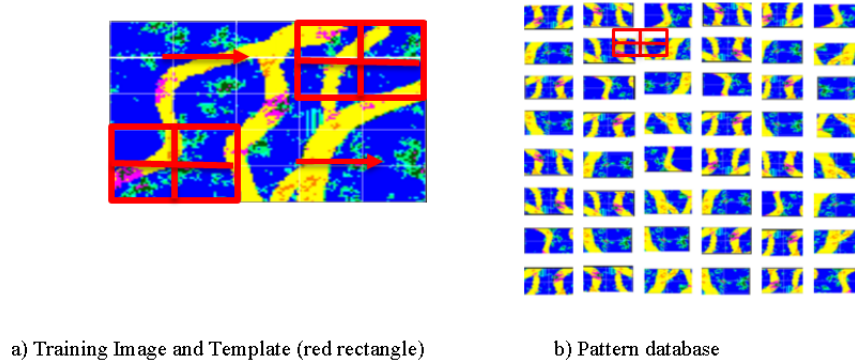 a) Training Image and Template (red rectangle)
b) Pattern database